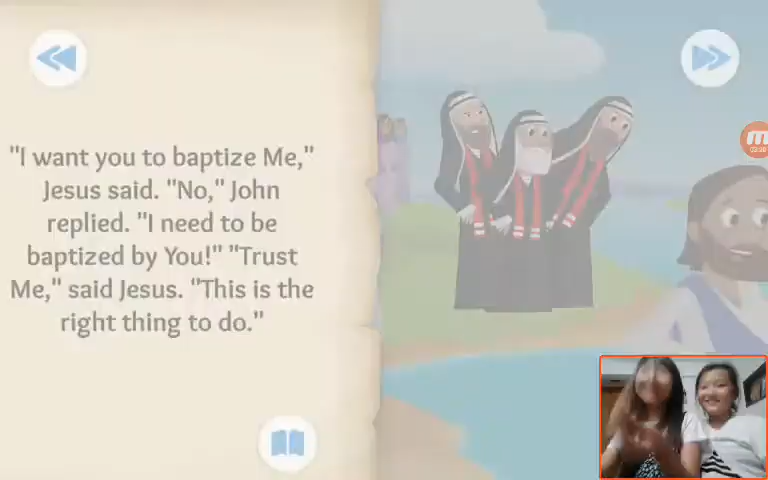 "I want you to baptize Me,"
Jesus said. "No," John
replied. "I need to be
baptized by You!" "Trust
Me," said Jesus. "This is the
right thing to do."